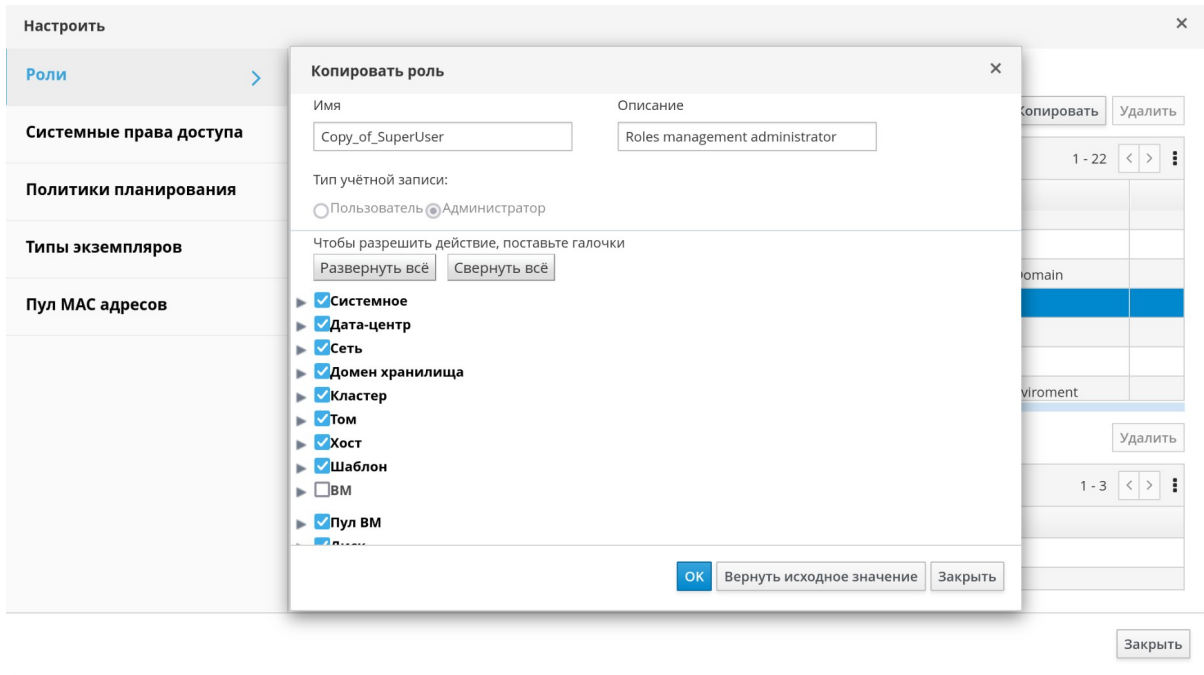 Настроить
Роли
Системные права доступа
Политики планирования
Типы экземпляров
Пул MAC адресов
Копировать роль
Имя
Описание
Copy_of_SuperUser
Roles management administrator
Тип учётной записи:
Пользователь Администратор
Чтобы разрешить действие, поставьте галочки
Развернуть всё Свернуть всё
Системное
Дата-центр
Сеть
Домен хранилища
Кластер
Том
Хост
Шаблон
ВМ
Пул ВМ
OK Вернуть исходное значение Закрыть
Копировать Удалить
1 - 22
Удалить
1 - 3
Закрыть